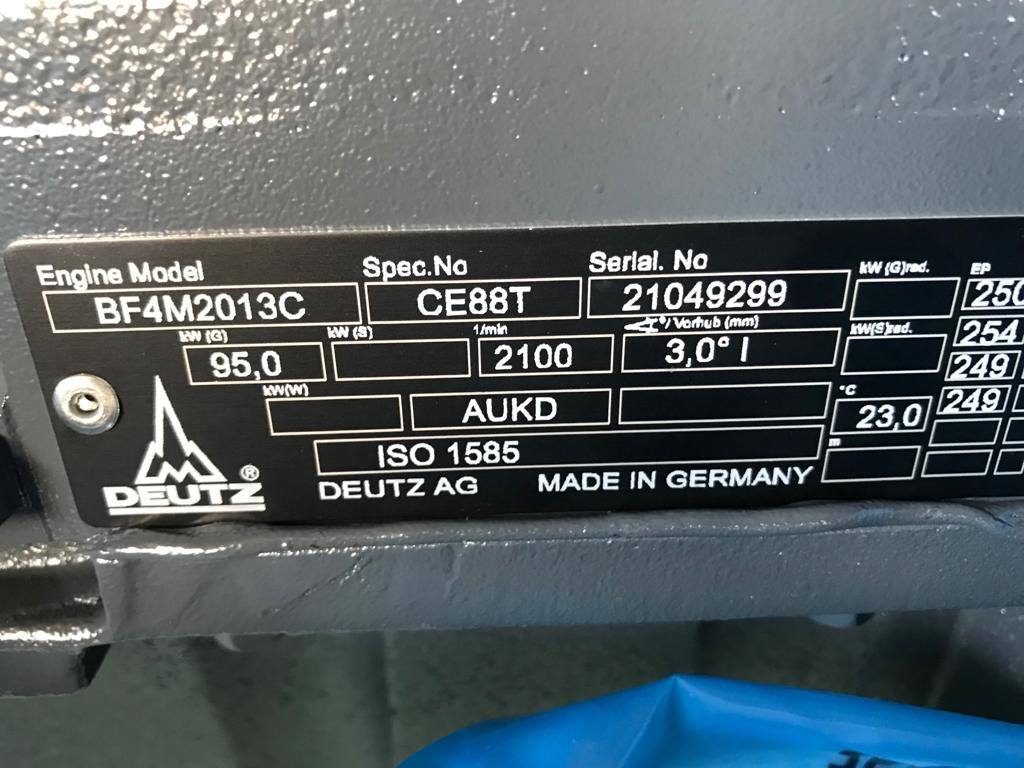 Engine Model Spec.No Serial. No kW (G)red. EP
BF4M2013C CE88T 21049299 250
kW (G) kW (S) 1/min °/ Vorhub (mm) kW(S)red.
95,0 2100 3,0° I 254
249
kW(W) °C
AUKD 23,0 249
ISO 1585 m
DEUTZ ® DEUTZ AG MADE IN GERMANY